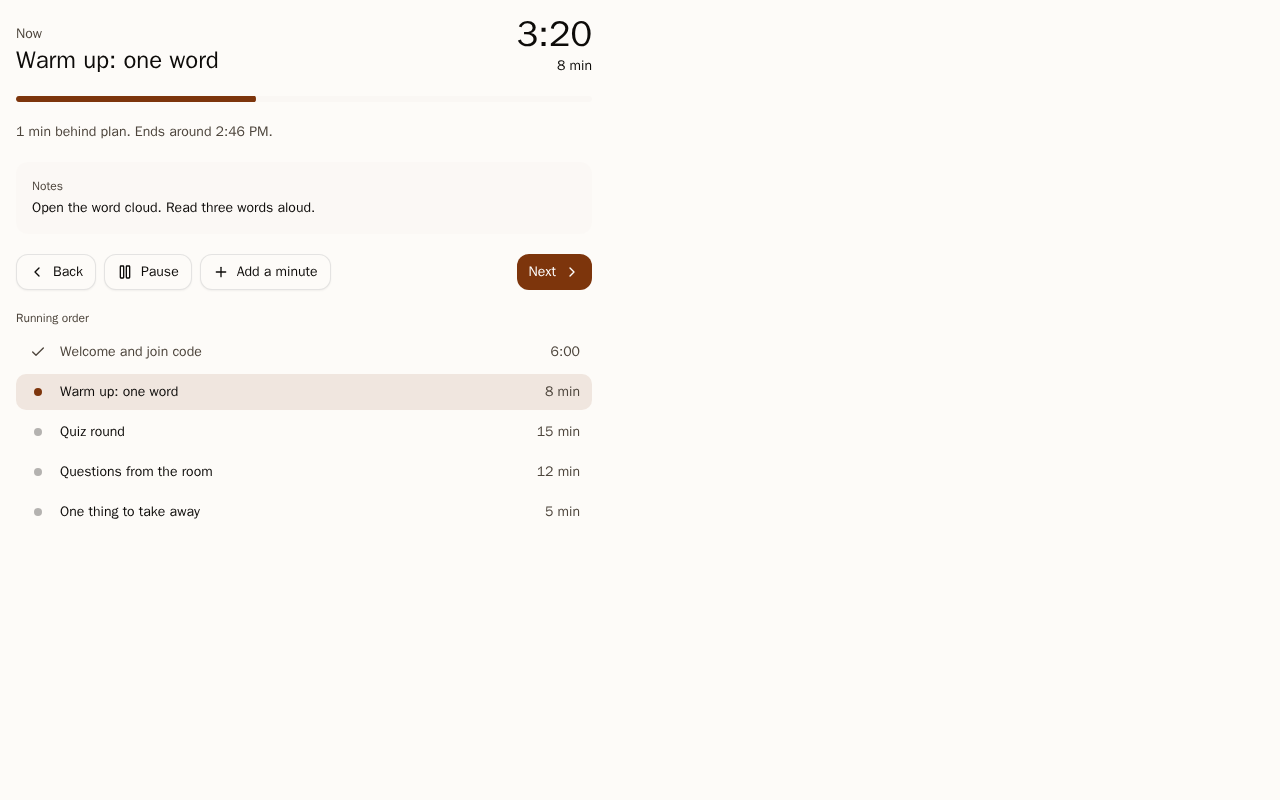 Now
3:20
Warm up: one word
8 min
1 min behind plan. Ends around 2:46 PM.
Notes
Open the word cloud. Read three words aloud.
Back
Pause
Add a minute
Next
Running order
Welcome and join code 6:00
Warm up: one word 8 min
Quiz round 15 min
Questions from the room 12 min
One thing to take away 5 min